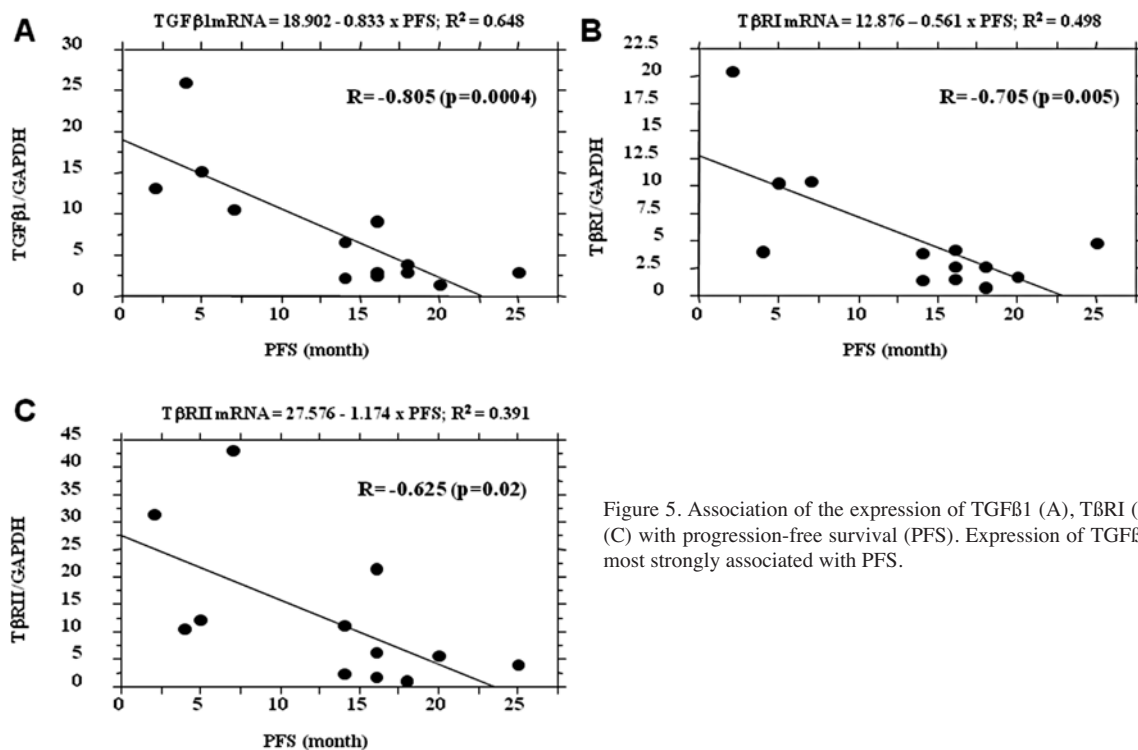 A
TGFβ1mRNA = 18.902 - 0.833 x PFS; R² = 0.648
30
25
20
15
10
5
0
TGFβ1/GAPDH
R= -0.805 (p=0.0004)
0 5 10 15 20 25
PFS (month)
B
TβRI mRNA = 12.876 – 0.561 x PFS; R² = 0.498
22.5
20
17.5
15
12.5
10
7.5
5
2.5
0
TβRI/GAPDH
R= -0.705 (p=0.005)
0 5 10 15 20 25
PFS (month)
C
TβRII mRNA = 27.576 - 1.174 x PFS; R² = 0.391
45
40
35
30
25
20
15
10
5
0
TβRII/GAPDH
R= -0.625 (p=0.02)
0 5 10 15 20 25
PFS (month)
Figure 5. Association of the expression of TGFß1 (A), TßRI (
(C) with progression-free survival (PFS). Expression of TGFß
most strongly associated with PFS.